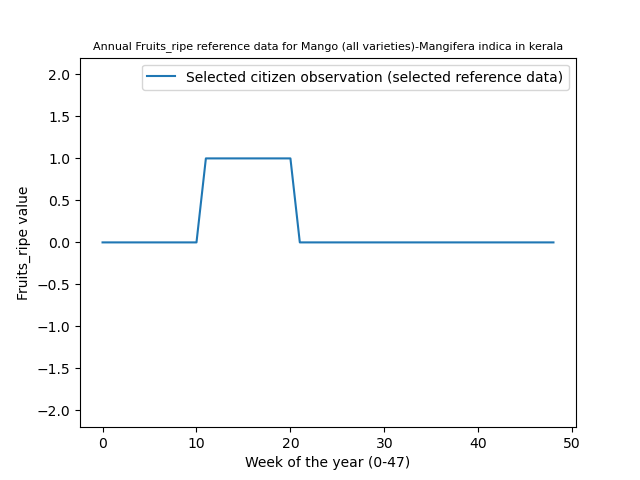 Annual Fruits_ripe reference data for Mango (all varieties)-Mangifera indica in kerala
Selected citizen observation (selected reference data)
2.0
1.5
1.0
0.5
0.0
−0.5
−1.0
−1.5
−2.0
Fruits_ripe value
0 10 20 30 40 50
Week of the year (0-47)